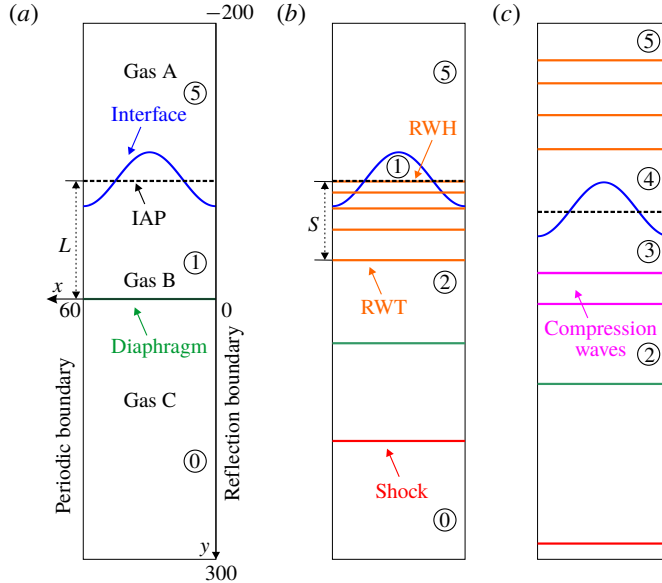 (a)
−200
Gas A
⑤
Interface
IAP
L
Gas B
①
x
60
0
Diaphragm
Gas C
Periodic boundary
Reflection boundary
⓪
y
300
(b)
⑤
RWH
①
S
②
RWT
Shock
⓪
(c)
⑤
④
③
Compression
waves
②